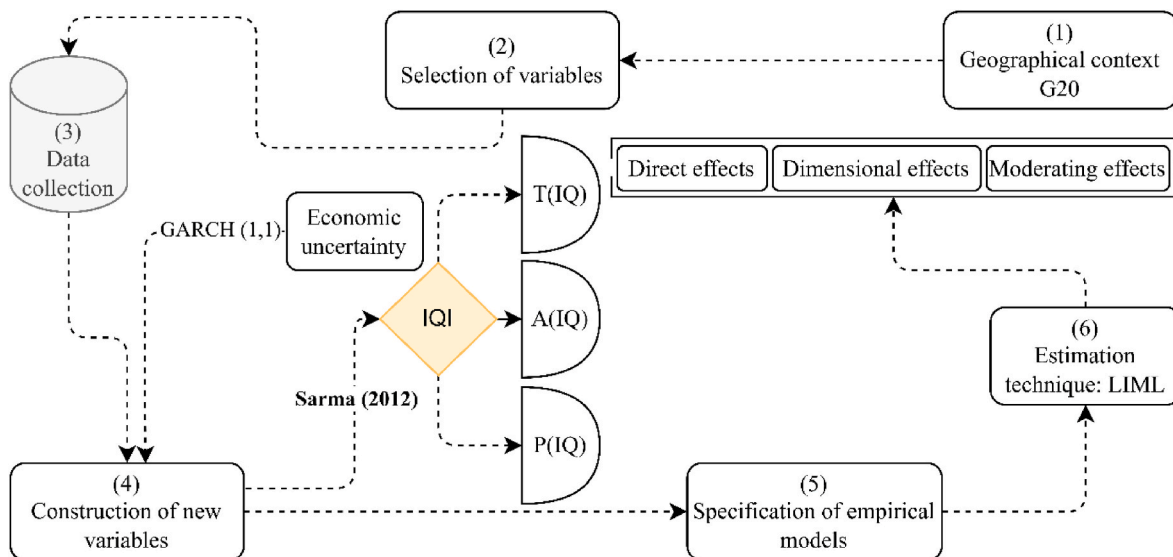 (1)
Geographical context
G20
(2)
Selection of variables
(3)
Data
collection
GARCH (1,1)
Economic
uncertainty
IQI
T(IQ)
A(IQ)
P(IQ)
Sarma (2012)
(4)
Construction of new
variables
(5)
Specification of empirical
models
(6)
Estimation
technique: LIML
Direct effects
Dimensional effects
Moderating effects